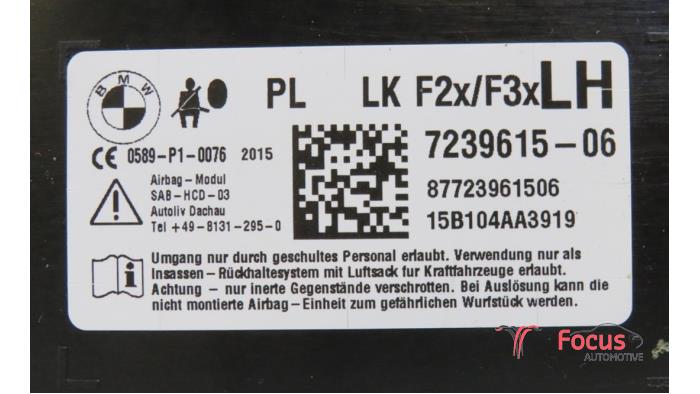 BMW PL LK F2x/F3x LH
CE 0589-P1-0076 2015
7239615-06
Airbag-Modul
SAB-HCD-03
Autoliv Dachau
Tel +49-8131-295-0
87723961506
15B104AA3919
Umgang nur durch geschultes Personal erlaubt. Verwendung nur als
Insassen-Rückhaltesystem mit Luftsack fur Kraftfahrzeuge erlaubt.
Achtung - nur inerte Gegenstände verschrotten. Bei Auslösung kann die
nicht montierte Airbag-Einheit zum gefährlichen Wurfstück werden.
Focus
AUTOMOTIVE